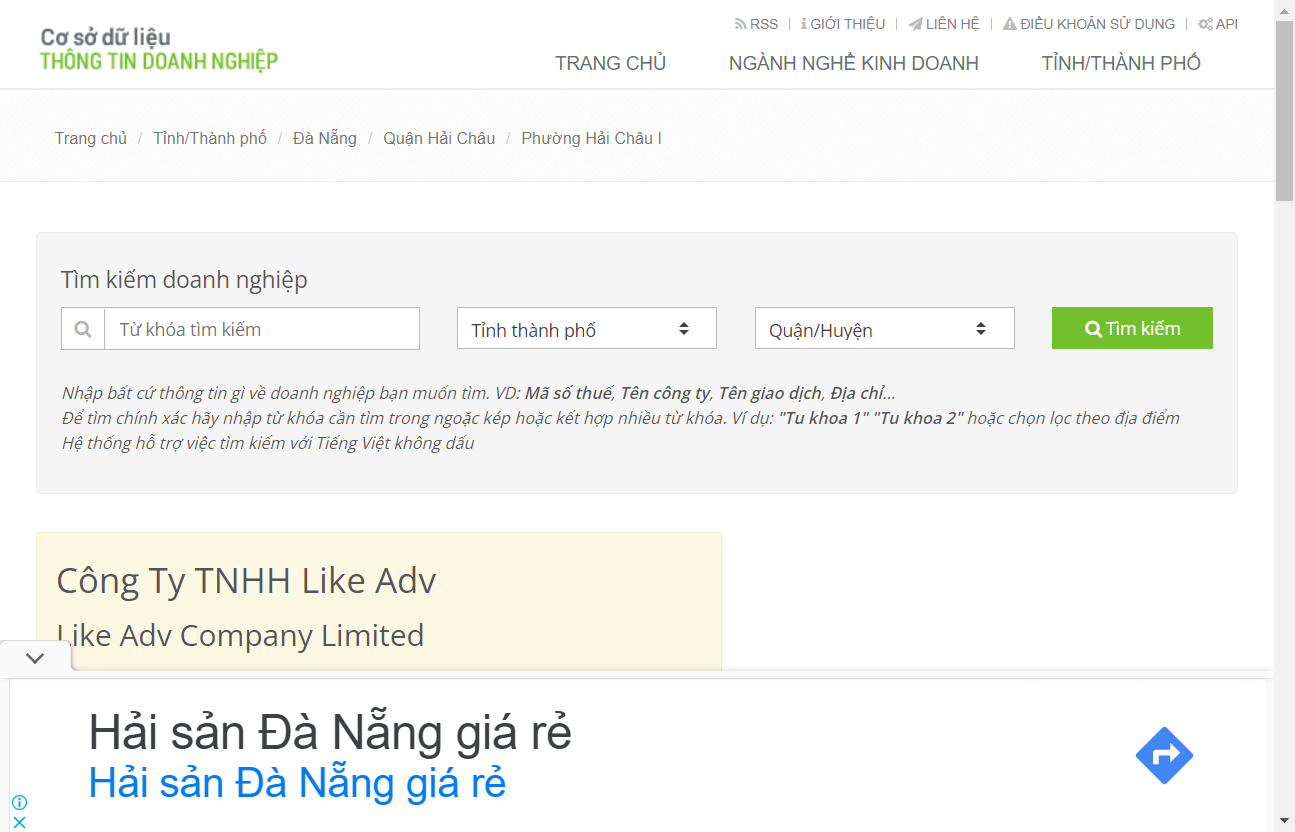 Cơ sở dữ liệu
THÔNG TIN DOANH NGHIỆP
RSS | GIỚI THIỆU | LIÊN HỆ | ĐIỀU KHOẢN SỬ DỤNG | API
TRANG CHỦ NGÀNH NGHỀ KINH DOANH TỈNH/THÀNH PHỐ
Trang chủ / Tỉnh/Thành phố / Đà Nẵng / Quận Hải Châu / Phường Hải Châu I
Tìm kiếm doanh nghiệp
Từ khóa tìm kiếm Tỉnh thành phố Quận/Huyện Tìm kiếm
Nhập bất cứ thông tin gì về doanh nghiệp bạn muốn tìm. VD: Mã số thuế, Tên công ty, Tên giao dịch, Địa chỉ...
Để tìm chính xác hãy nhập từ khóa cần tìm trong ngoặc kép hoặc kết hợp nhiều từ khóa. Ví dụ: "Tu khoa 1" "Tu khoa 2" hoặc chọn lọc theo địa điểm
Hệ thống hỗ trợ việc tìm kiếm với Tiếng Việt không dấu
Công Ty TNHH Like Adv
Like Adv Company Limited
Hải sản Đà Nẵng giá rẻ
Hải sản Đà Nẵng giá rẻ